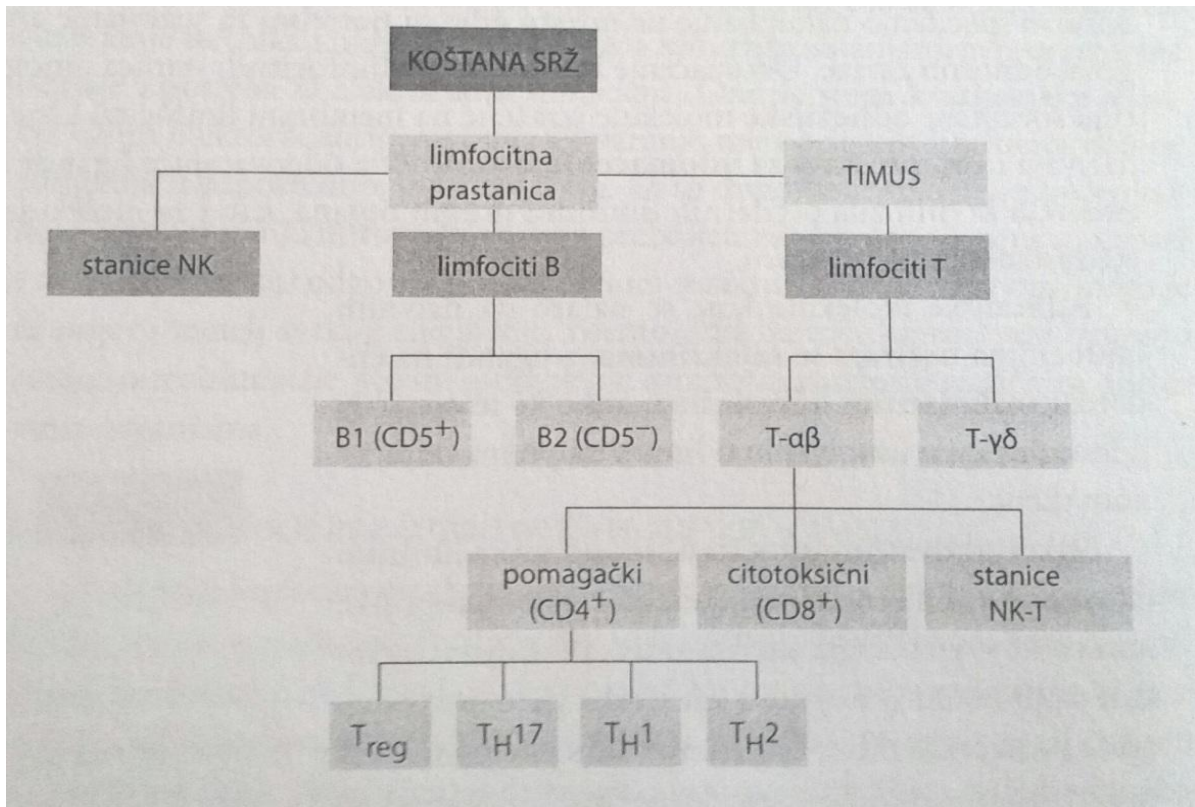 KOŠTANA SRŽ
limfocitna
prastanica
TIMUS
stanice NK
limfociti B
limfociti T
B1 (CD5⁺)
B2 (CD5⁻)
T-αβ
T-γδ
pomagački
(CD4⁺)
citotoksični
(CD8⁺)
stanice
NK-T
Treg
TH17
TH1
TH2